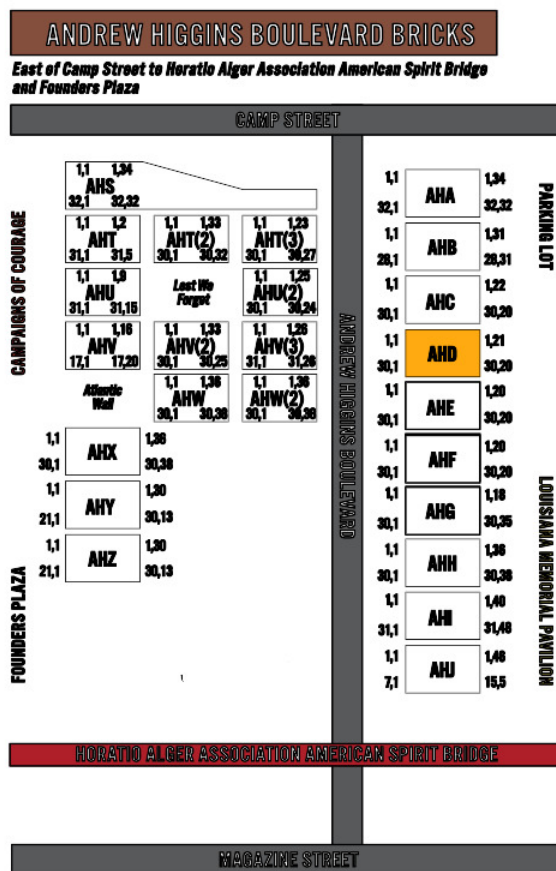 ANDREW HIGGINS BOULEVARD BRICKS
East of Camp Street to Horatio Alger Association American Spirit Bridge
and Founders Plaza
CAMP STREET
CAMPAIGNS OF COURAGE
FOUNDERS PLAZA
1,1 1,34
AHS
32,1 32,32
1,1 1,2
AHT
31,1 31,5
1,1 1,33
AHT(2)
30,1 30,32
1,1 1,23
AHT(3)
30,1 30,27
1,1 1,9
AHU
31,1 31,15
Lest We
Forget
1,1 1,25
AHU(2)
30,1 30,24
1,1 1,16
AHV
17,1 17,20
1,1 1,33
AHV(2)
30,1 30,25
1,1 1,26
AHV(3)
31,1 31,26
Atlantic
Wall
1,1 1,36
AHW
30,1 30,38
1,1 1,36
AHW(2)
30,1 30,38
1,1 1,36
AHX
30,1 30,38
1,1 1,30
AHY
21,1 30,13
1,1 1,30
AHZ
21,1 30,13
ANDREW HIGGINS BOULEVARD
1,1 1,34
AHA
32,1 32,32
1,1 1,31
AHB
28,1 28,31
1,1 1,22
AHC
30,1 30,20
1,1 1,21
AHD
30,1 30,20
1,1 1,20
AHE
30,1 30,20
1,1 1,20
AHF
30,1 30,20
1,1 1,18
AHG
30,1 30,35
1,1 1,36
AHH
30,1 30,38
1,1 1,40
AHI
31,1 31,48
1,1 1,48
AHJ
7,1 15,5
PARKING LOT
LOUISIANA MEMORIAL PAVILION
HORATIO ALGER ASSOCIATION AMERICAN SPIRIT BRIDGE
MAGAZINE STREET